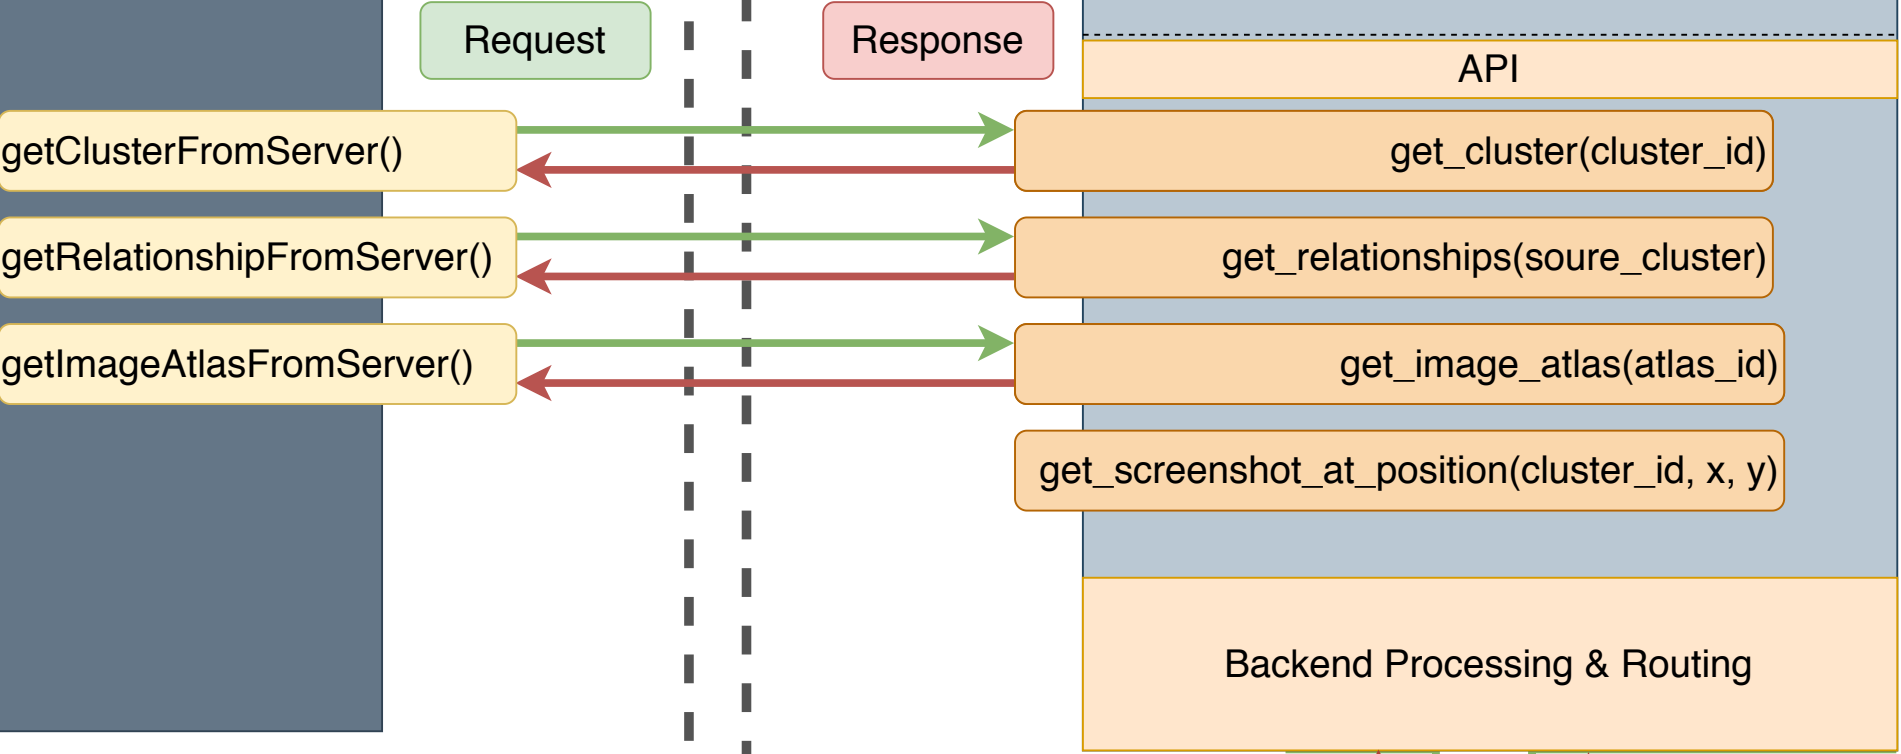 Request
Response
API
getClusterFromServer()
get_cluster(cluster_id)
getRelationshipFromServer()
get_relationships(soure_cluster)
getImageAtlasFromServer()
get_image_atlas(atlas_id)
get_screenshot_at_position(cluster_id, x, y)
Backend Processing & Routing